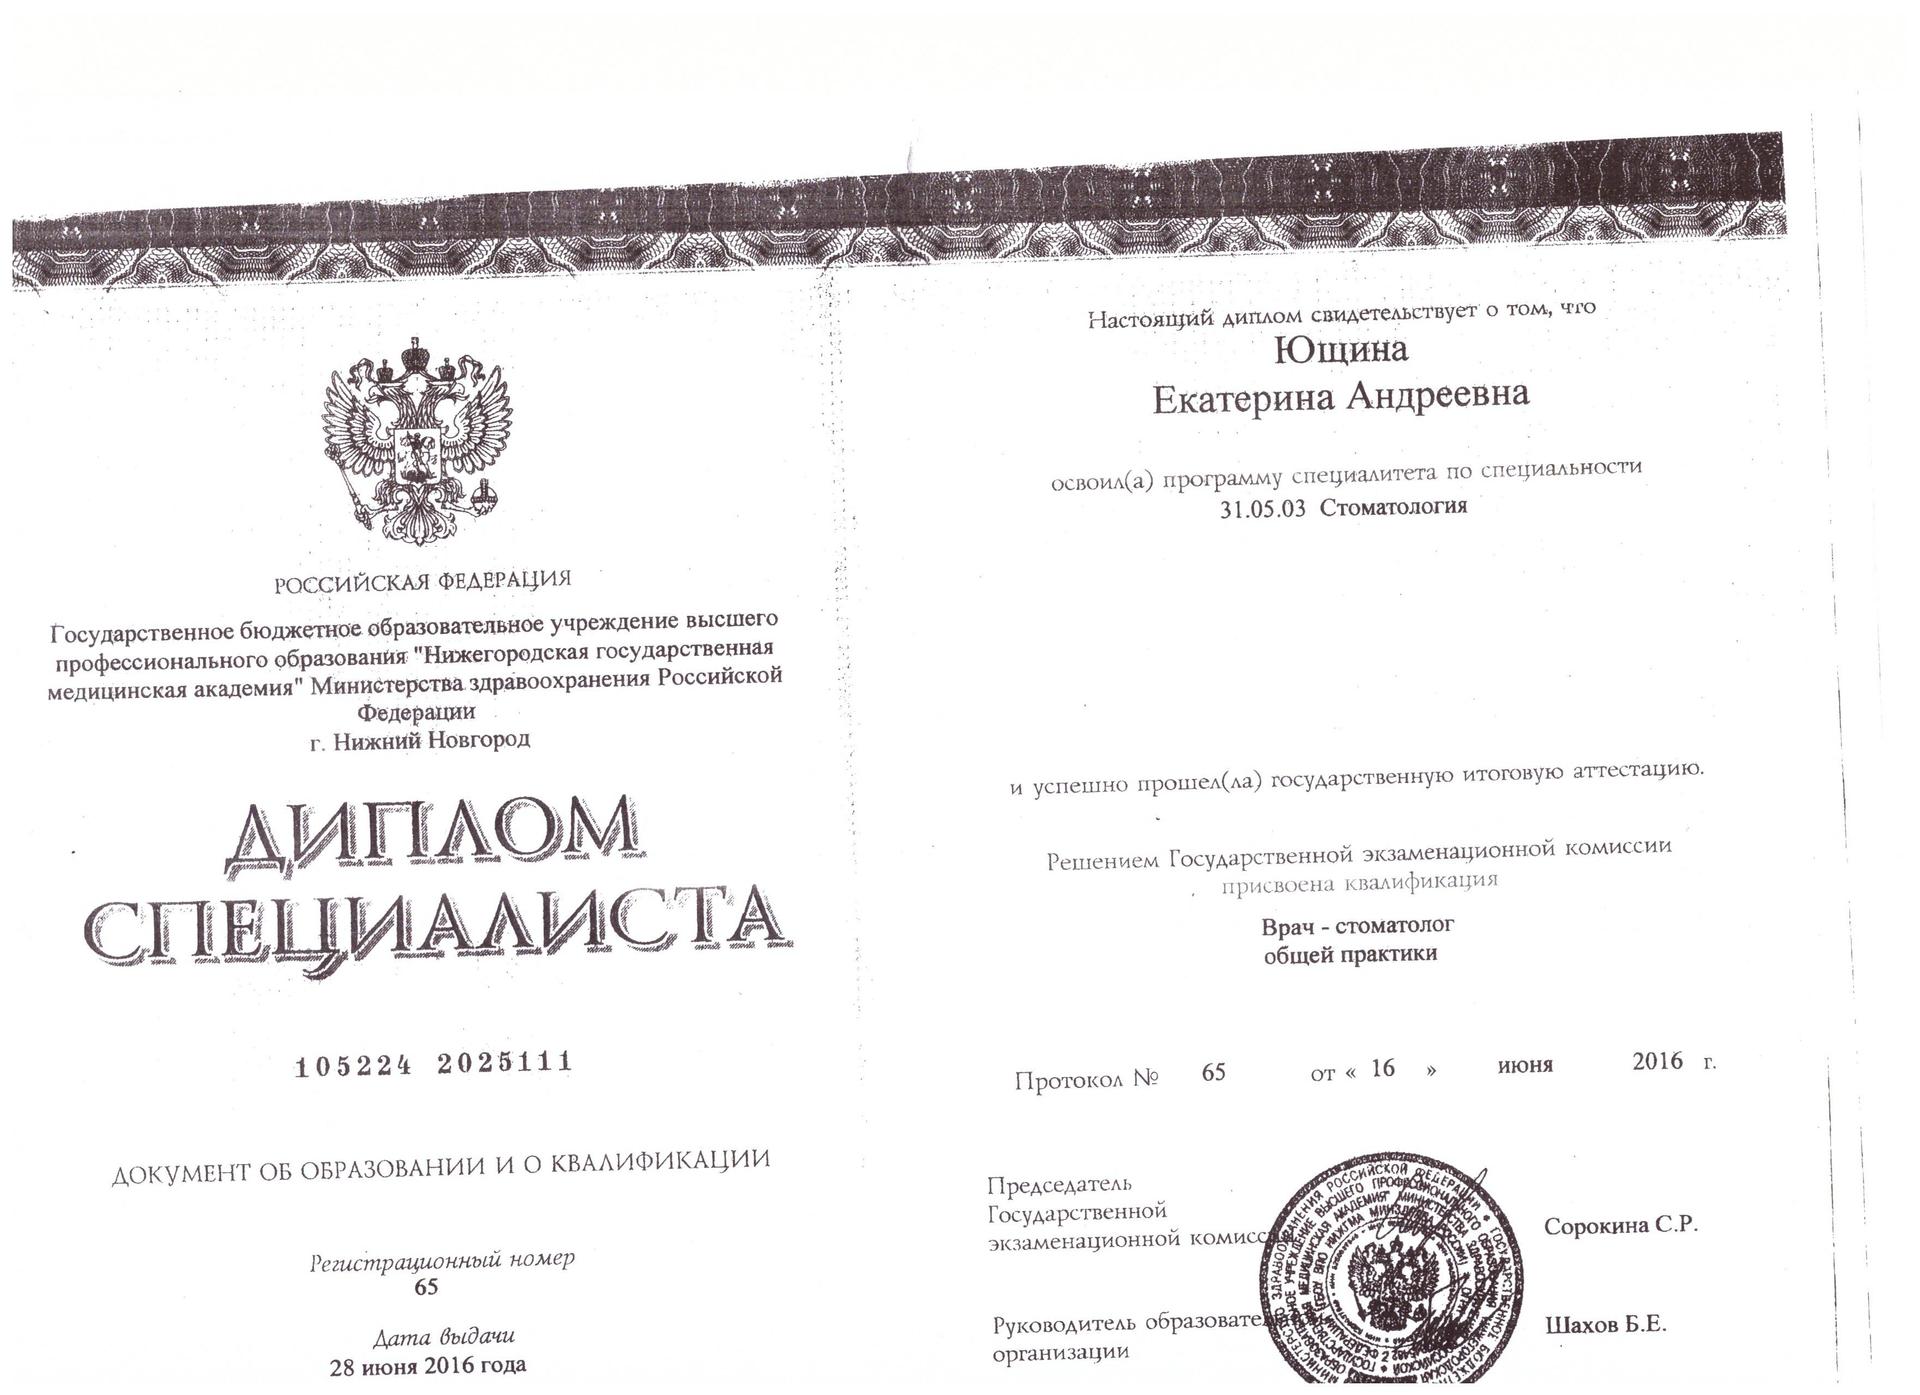 РОССИЙСКАЯ ФЕДЕРАЦИЯ
Государственное бюджетное образовательное учреждение высшего
профессионального образования "Нижегородская государственная
медицинская академия" Министерства здравоохранения Российской
Федерации
г. Нижний Новгород
ДИПЛОМ
СПЕЦИАЛИСТА
105224 2025111
ДОКУМЕНТ ОБ ОБРАЗОВАНИИ И О КВАЛИФИКАЦИИ
Регистрационный номер
65
Дата выдачи
28 июня 2016 года
Настоящий диплом свидетельствует о том, что
Ющина
Екатерина Андреевна
освоил(а) программу специалитета по специальности
31.05.03 Стоматология
и успешно прошел(ла) государственную итоговую аттестацию.
Решением Государственной экзаменационной комиссии
присвоена квалификация
Врач - стоматолог
общей практики
Протокол № 65 от « 16 » июня 2016 г.
Председатель
Государственной
экзаменационной комисс
Сорокина С.Р.
Руководитель образовате
организации
Шахов Б.Е.